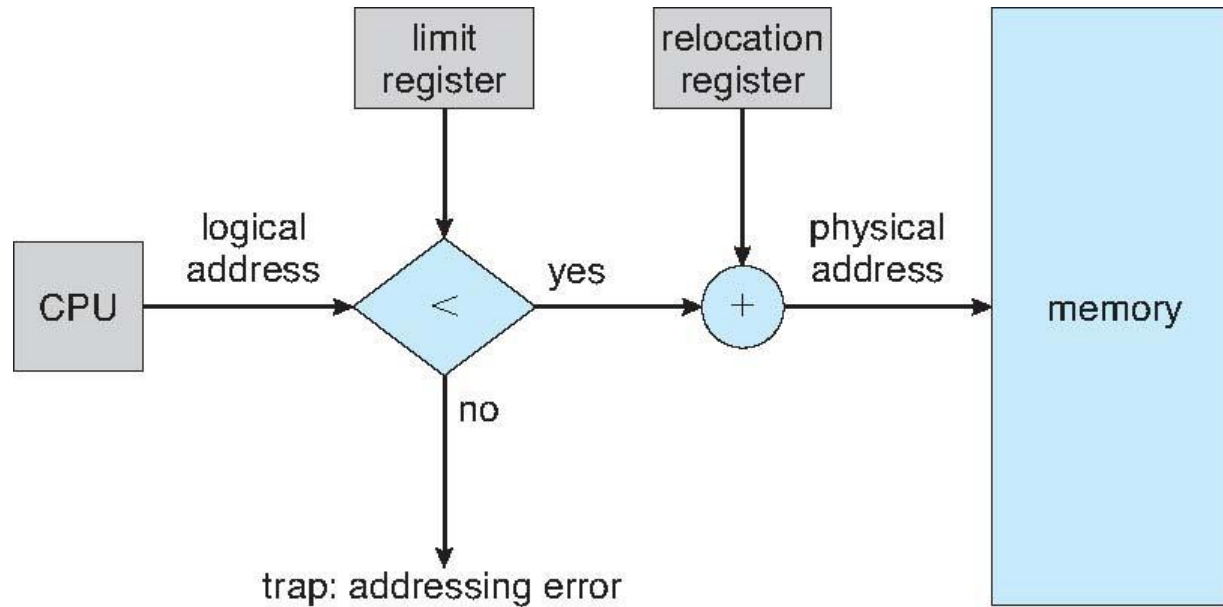 limit
register
relocation
register
logical
address
physical
address
CPU
<
yes
+
memory
no
trap: addressing error